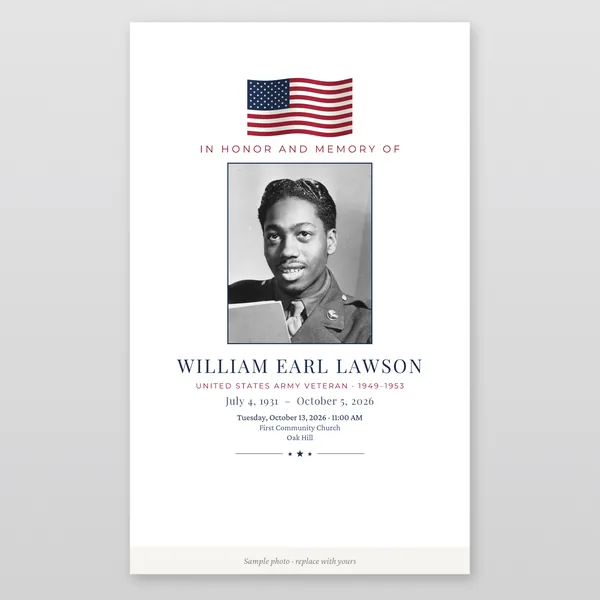 IN HONOR AND MEMORY OF
WILLIAM EARL LAWSON
UNITED STATES ARMY VETERAN · 1949–1953
July 4, 1931 – October 5, 2026
Tuesday, October 13, 2026 · 11:00 AM
First Community Church
Oak Hill
Sample photo - replace with yours